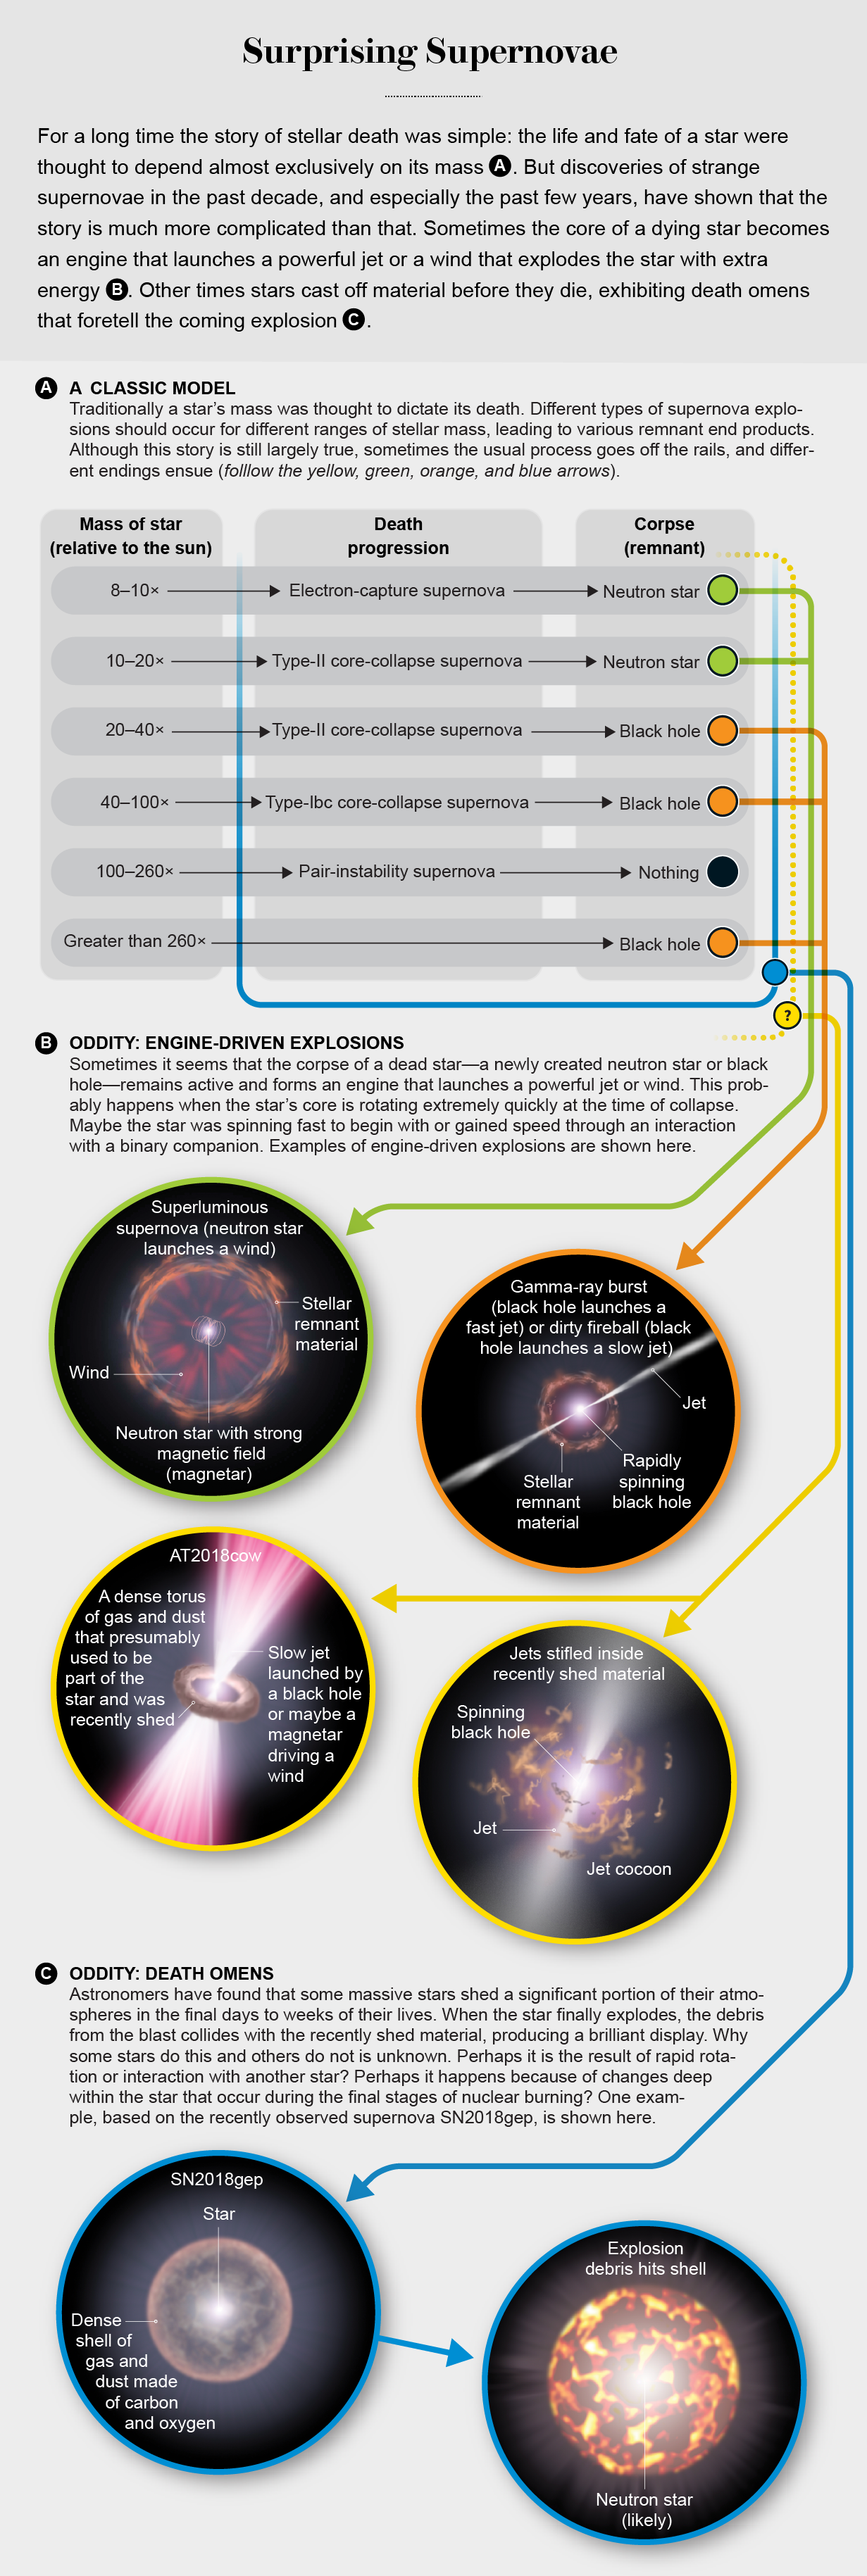 Surprising Supernovae
For a long time the story of stellar death was simple: the life and fate of a star were
thought to depend almost exclusively on its mass A. But discoveries of strange
supernovae in the past decade, and especially the past few years, have shown that the
story is much more complicated than that. Sometimes the core of a dying star becomes
an engine that launches a powerful jet or a wind that explodes the star with extra
energy B. Other times stars cast off material before they die, exhibiting death omens
that foretell the coming explosion C.
A A CLASSIC MODEL
Traditionally a star’s mass was thought to dictate its death. Different types of supernova explo-
sions should occur for different ranges of stellar mass, leading to various remnant end products.
Although this story is still largely true, sometimes the usual process goes off the rails, and differ-
ent endings ensue (folllow the yellow, green, orange, and blue arrows).
Mass of star
(relative to the sun)
Death
progression
Corpse
(remnant)
8–10× Electron-capture supernova Neutron star
10–20× Type-II core-collapse supernova Neutron star
20–40× Type-II core-collapse supernova Black hole
40–100× Type-Ibc core-collapse supernova Black hole
100–260× Pair-instability supernova Nothing
Greater than 260× Black hole
?
B ODDITY: ENGINE-DRIVEN EXPLOSIONS
Sometimes it seems that the corpse of a dead star—a newly created neutron star or black
hole—remains active and forms an engine that launches a powerful jet or wind. This prob-
ably happens when the star’s core is rotating extremely quickly at the time of collapse.
Maybe the star was spinning fast to begin with or gained speed through an interaction
with a binary companion. Examples of engine-driven explosions are shown here.
Superluminous
supernova (neutron star
launches a wind)
Stellar
remnant
material
Wind
Neutron star with strong
magnetic field
(magnetar)
Gamma-ray burst
(black hole launches a
fast jet) or dirty fireball (black
hole launches a slow jet)
Jet
Rapidly
spinning
black hole
Stellar
remnant
material
AT2018cow
A dense torus
of gas and dust
that presumably
used to be
part of the
star and was
recently shed
Slow jet
launched by
a black hole
or maybe a
magnetar
driving a
wind
Jets stifled inside
recently shed material
Spinning
black hole
Jet
Jet cocoon
C ODDITY: DEATH OMENS
Astronomers have found that some massive stars shed a significant portion of their atmo-
spheres in the final days to weeks of their lives. When the star finally explodes, the debris
from the blast collides with the recently shed material, producing a brilliant display. Why
some stars do this and others do not is unknown. Perhaps it is the result of rapid rota-
tion or interaction with another star? Perhaps it happens because of changes deep
within the star that occur during the final stages of nuclear burning? One exam-
ple, based on the recently observed supernova SN2018gep, is shown here.
SN2018gep
Star
Dense
shell of
gas and
dust made
of carbon
and oxygen
Explosion
debris hits shell
Neutron star
(likely)